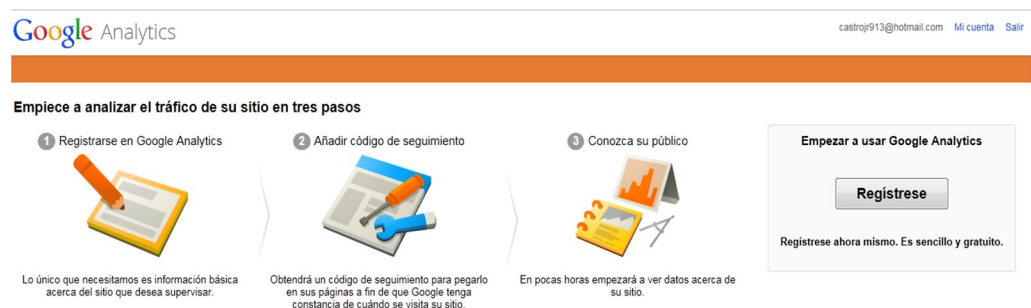 Google Analytics
castrojr913@hotmail.com Mi cuenta Salir
Empiece a analizar el tráfico de su sitio en tres pasos
1 Registrarse en Google Analytics
Lo único que necesitamos es información básica
acerca del sitio que desea supervisar.
2 Añadir código de seguimiento
Obtendrá un código de seguimiento para pegarlo
en sus páginas a fin de que Google tenga
constancia de cuándo se visita su sitio.
3 Conozca su público
En pocas horas empezará a ver datos acerca de
su sitio.
Empezar a usar Google Analytics
Regístrese
Regístrese ahora mismo. Es sencillo y gratuito.